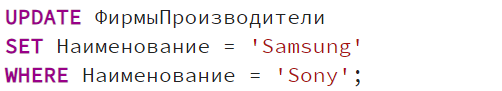 UPDATE ФирмыПроизводители
SET Наименование = 'Samsung'
WHERE Наименование = 'Sony';